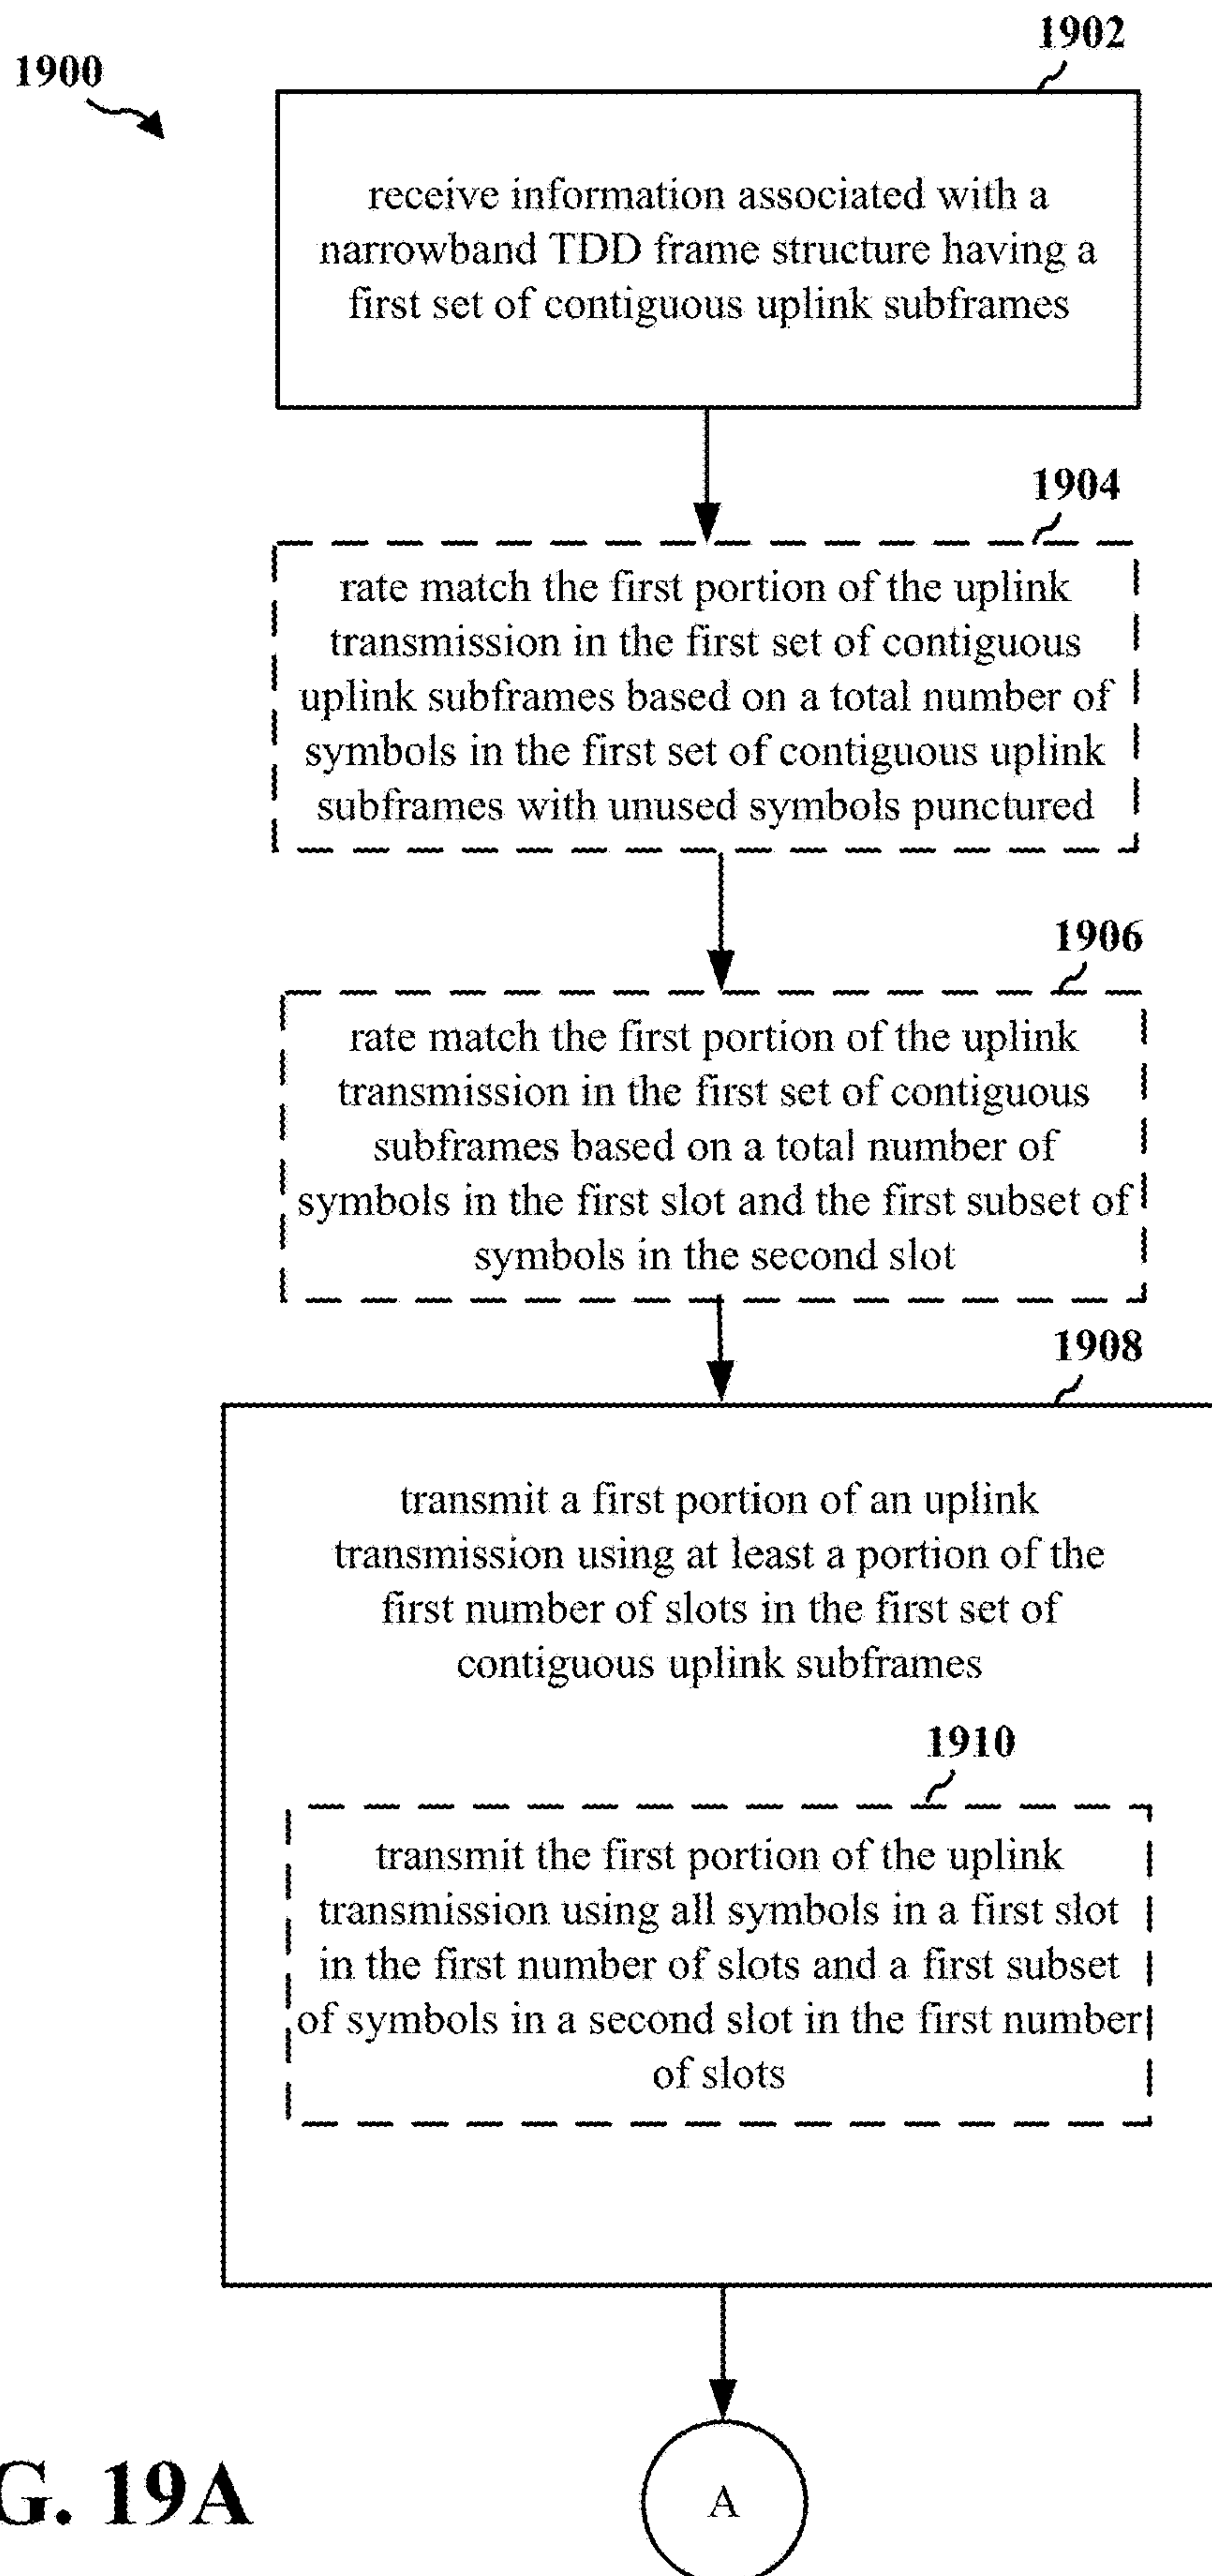 1900
1902
receive information associated with a
narrowband TDD frame structure having a
first set of contiguous uplink subframes
1904
rate match the first portion of the uplink
transmission in the first set of contiguous
uplink subframes based on a total number of
symbols in the first set of contiguous uplink
subframes with unused symbols punctured
1906
rate match the first portion of the uplink
transmission in the first set of contiguous
subframes based on a total number of
symbols in the first slot and the first subset of
symbols in the second slot
1908
transmit a first portion of an uplink
transmission using at least a portion of the
first number of slots in the first set of
contiguous uplink subframes
1910
transmit the first portion of the uplink
transmission using all symbols in a first slot
in the first number of slots and a first subset
of symbols in a second slot in the first number
of slots
G. 19A
A